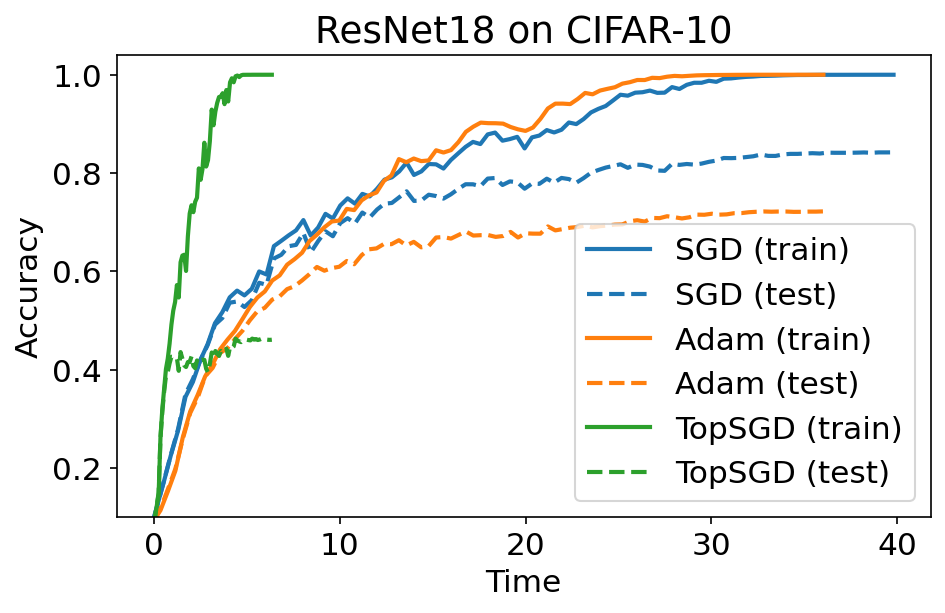 ResNet18 on CIFAR-10
1.0
0.8
0.6
0.4
0.2
Accuracy
SGD (train)
SGD (test)
Adam (train)
Adam (test)
TopSGD (train)
TopSGD (test)
0 10 20 30 40
Time